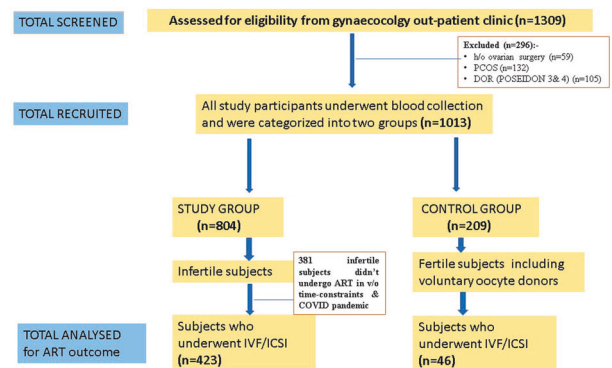 TOTAL SCREENED
Assessed for eligibility from gynaecocolgy out-patient clinic (n=1309)
Excluded (n=296):-
• h/o ovarian surgery (n=59)
• PCOS (n=132)
• DOR (POSEIDON 3& 4) (n=105)
TOTAL RECRUITED
All study participants underwent blood collection
and were categorized into two groups (n=1013)
STUDY GROUP
(n=804)
CONTROL GROUP
(n=209)
Infertile subjects
381 infertile
subjects didn't
undergo ART in v/o
time-constraints &
COVID pandemic
Fertile subjects including
voluntary oocyte donors
TOTAL ANALYSED
for ART outcome
Subjects who
underwent IVF/ICSI
(n=423)
Subjects who
underwent IVF/ICSI
(n=46)